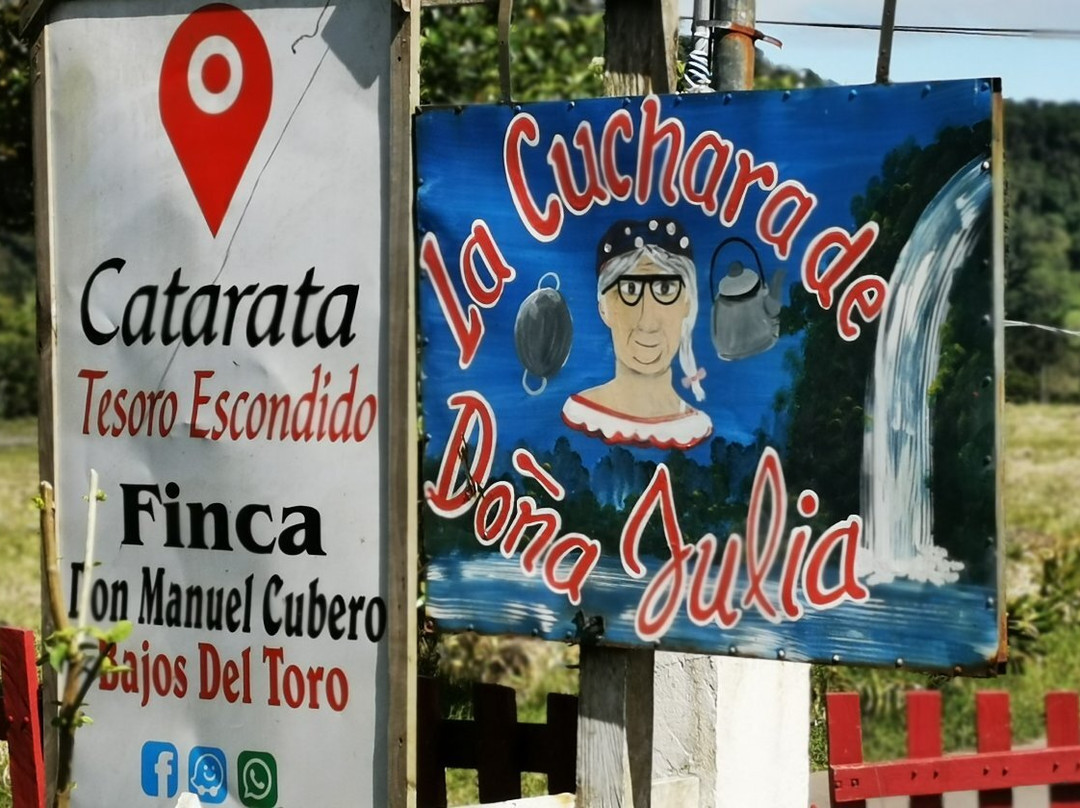 Catarata
Tesoro Escondido
Finca
Don Manuel Cubero
Bajos Del Toro
La Cuchara de
Doña Julia